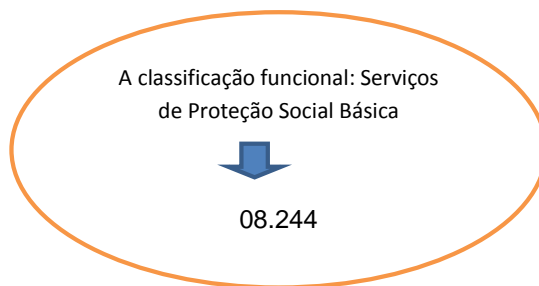 A classificação funcional: Serviços
de Proteção Social Básica
08.244